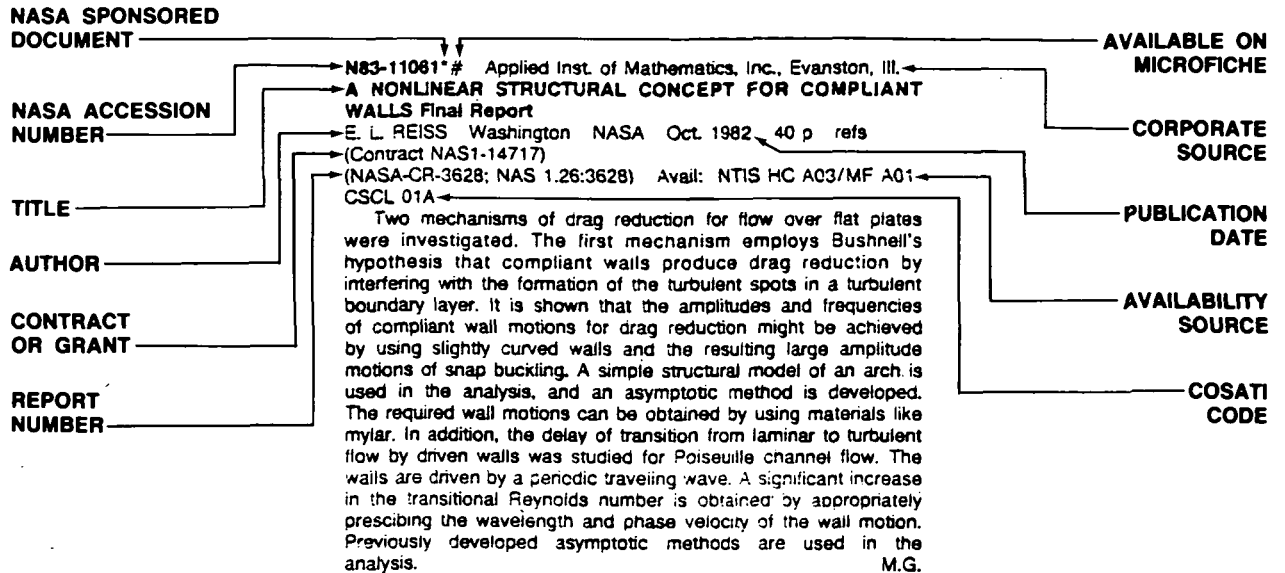 NASA SPONSORED
DOCUMENT
NASA ACCESSION
NUMBER
TITLE
AUTHOR
CONTRACT
OR GRANT
REPORT
NUMBER
N83-11061*# Applied Inst. of Mathematics, Inc., Evanston, Ill.
A NONLINEAR STRUCTURAL CONCEPT FOR COMPLIANT
WALLS Final Report
E. L. REISS Washington NASA Oct. 1982 40 p refs
(Contract NAS1-14717)
(NASA-CR-3628; NAS 1.26:3628) Avail: NTIS HC A03/MF A01
CSCL 01A
Two mechanisms of drag reduction for flow over flat plates
were investigated. The first mechanism employs Bushnell's
hypothesis that compliant walls produce drag reduction by
interfering with the formation of the turbulent spots in a turbulent
boundary layer. It is shown that the amplitudes and frequencies
of compliant wall motions for drag reduction might be achieved
by using slightly curved walls and the resulting large amplitude
motions of snap buckling. A simple structural model of an arch is
used in the analysis, and an asymptotic method is developed.
The required wall motions can be obtained by using materials like
mylar. In addition, the delay of transition from laminar to turbulent
flow by driven walls was studied for Poiseuille channel flow. The
walls are driven by a periodic traveling wave. A significant increase
in the transitional Reynolds number is obtained by appropriately
prescibing the wavelength and phase velocity of the wall motion.
Previously developed asymptotic methods are used in the
analysis. M.G.
AVAILABLE ON
MICROFICHE
CORPORATE
SOURCE
PUBLICATION
DATE
AVAILABILITY
SOURCE
COSATI
CODE